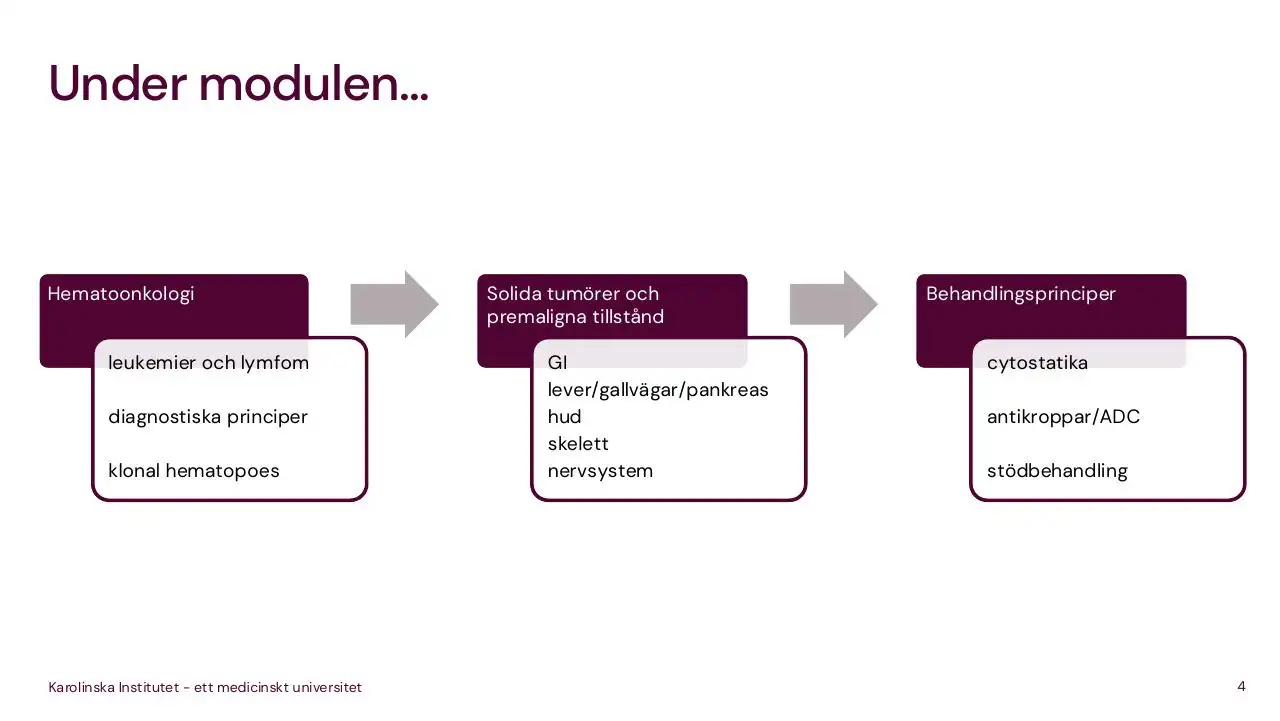 Under modulen...
Hematoonkologi
leukemier och lymfom
diagnostiska principer
klonal hematopoes
Solida tumörer och
premaligna tillstånd
GI
lever/gallvägar/pankreas
hud
skelett
nervsystem
Behandlingsprinciper
cytostatika
antikroppar/ADC
stödbehandling
Karolinska Institutet - ett medicinskt universitet
4